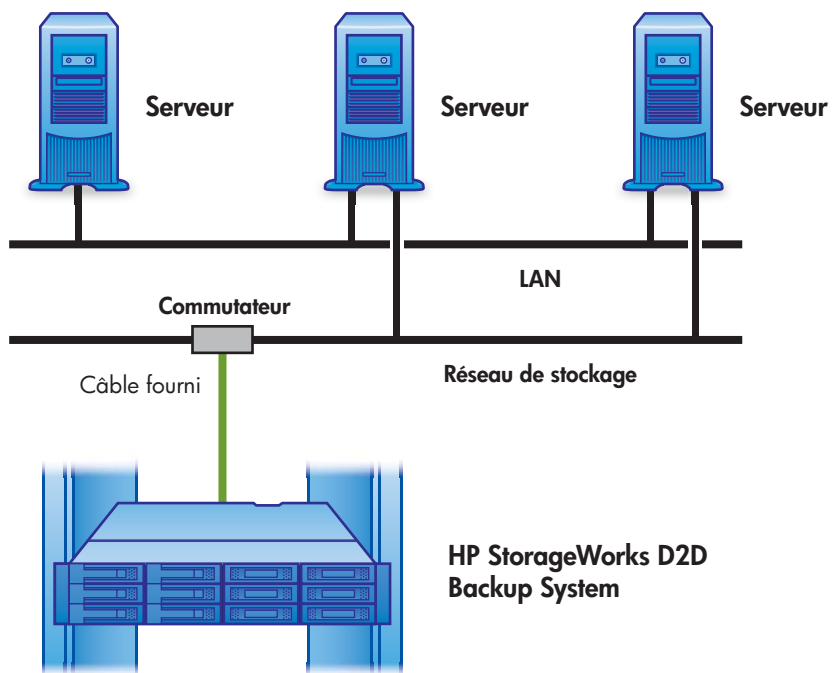 Serveur
Serveur
Serveur
LAN
Commutateur
Câble fourni
Réseau de stockage
HP StorageWorks D2D
Backup System